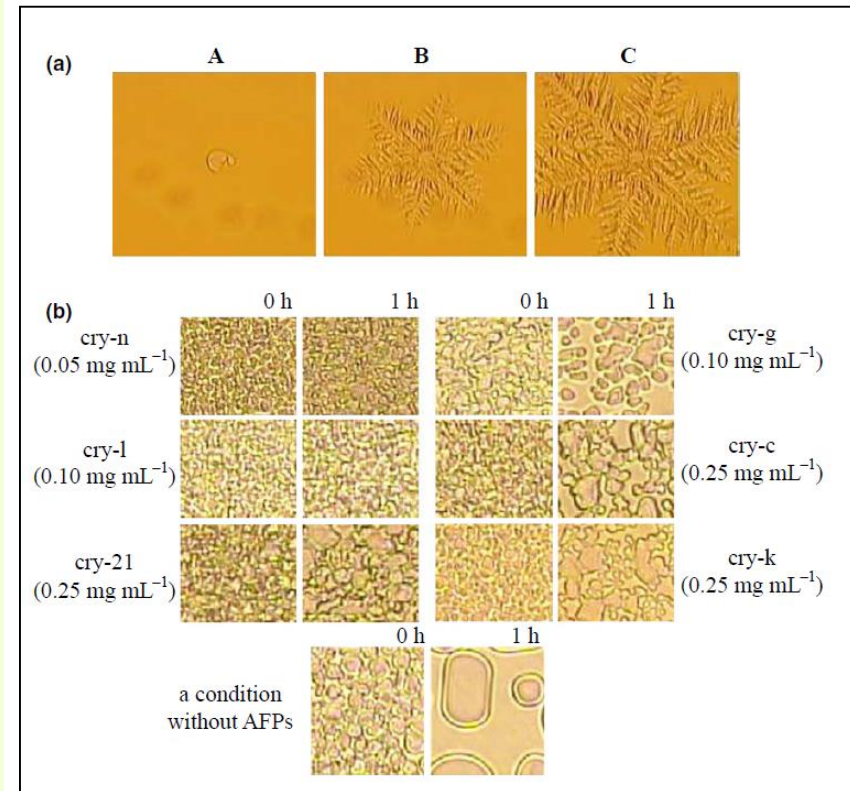 (a)
A B C
(b)
0 h 1 h 0 h 1 h
cry-n
(0.05 mg mL⁻¹)
cry-g
(0.10 mg mL⁻¹)
cry-l
(0.10 mg mL⁻¹)
cry-c
(0.25 mg mL⁻¹)
cry-21
(0.25 mg mL⁻¹)
cry-k
(0.25 mg mL⁻¹)
0 h 1 h
a condition
without AFPs